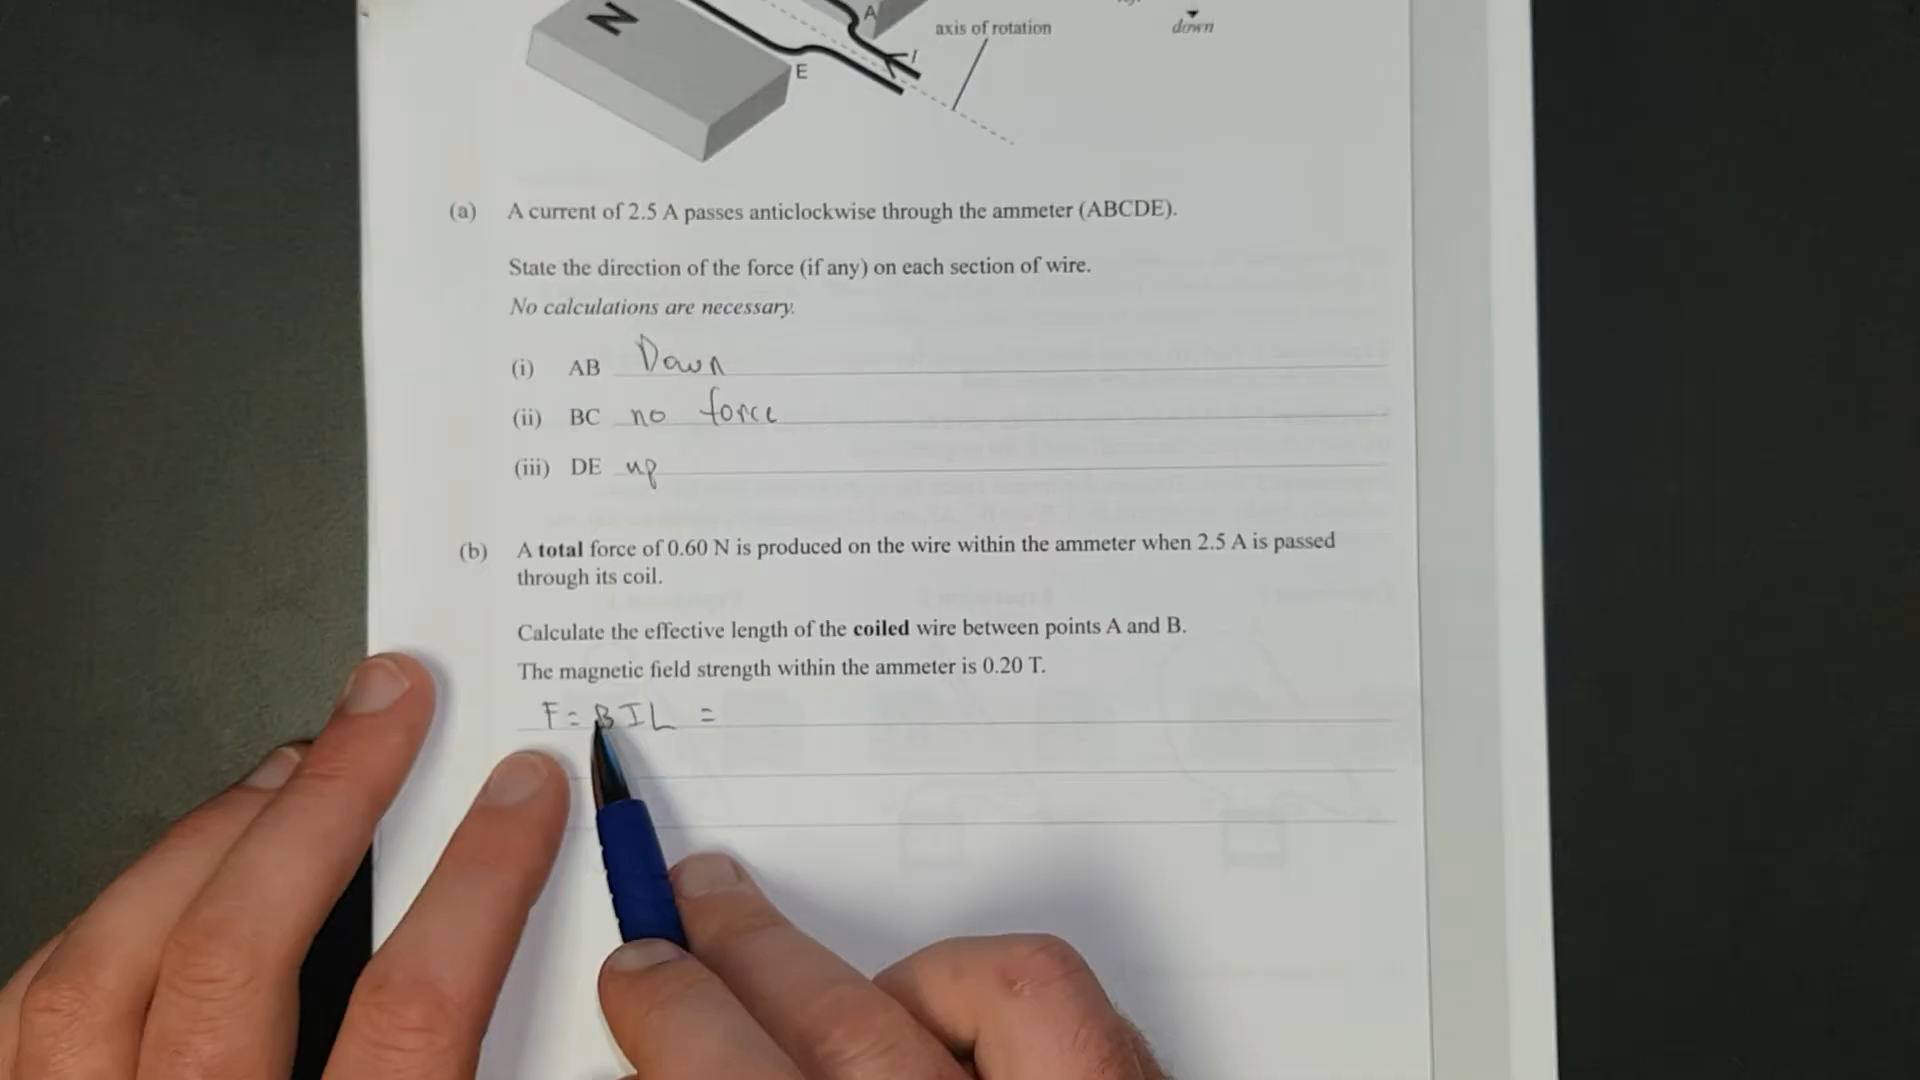 N
A
axis of rotation
down
I
E
(a) A current of 2.5 A passes anticlockwise through the ammeter (ABCDE).
State the direction of the force (if any) on each section of wire.
No calculations are necessary.
(i) AB Down
(ii) BC no force
(iii) DE up
(b) A total force of 0.60 N is produced on the wire within the ammeter when 2.5 A is passed
through its coil.
Calculate the effective length of the coiled wire between points A and B.
The magnetic field strength within the ammeter is 0.20 T.
F = BIL =